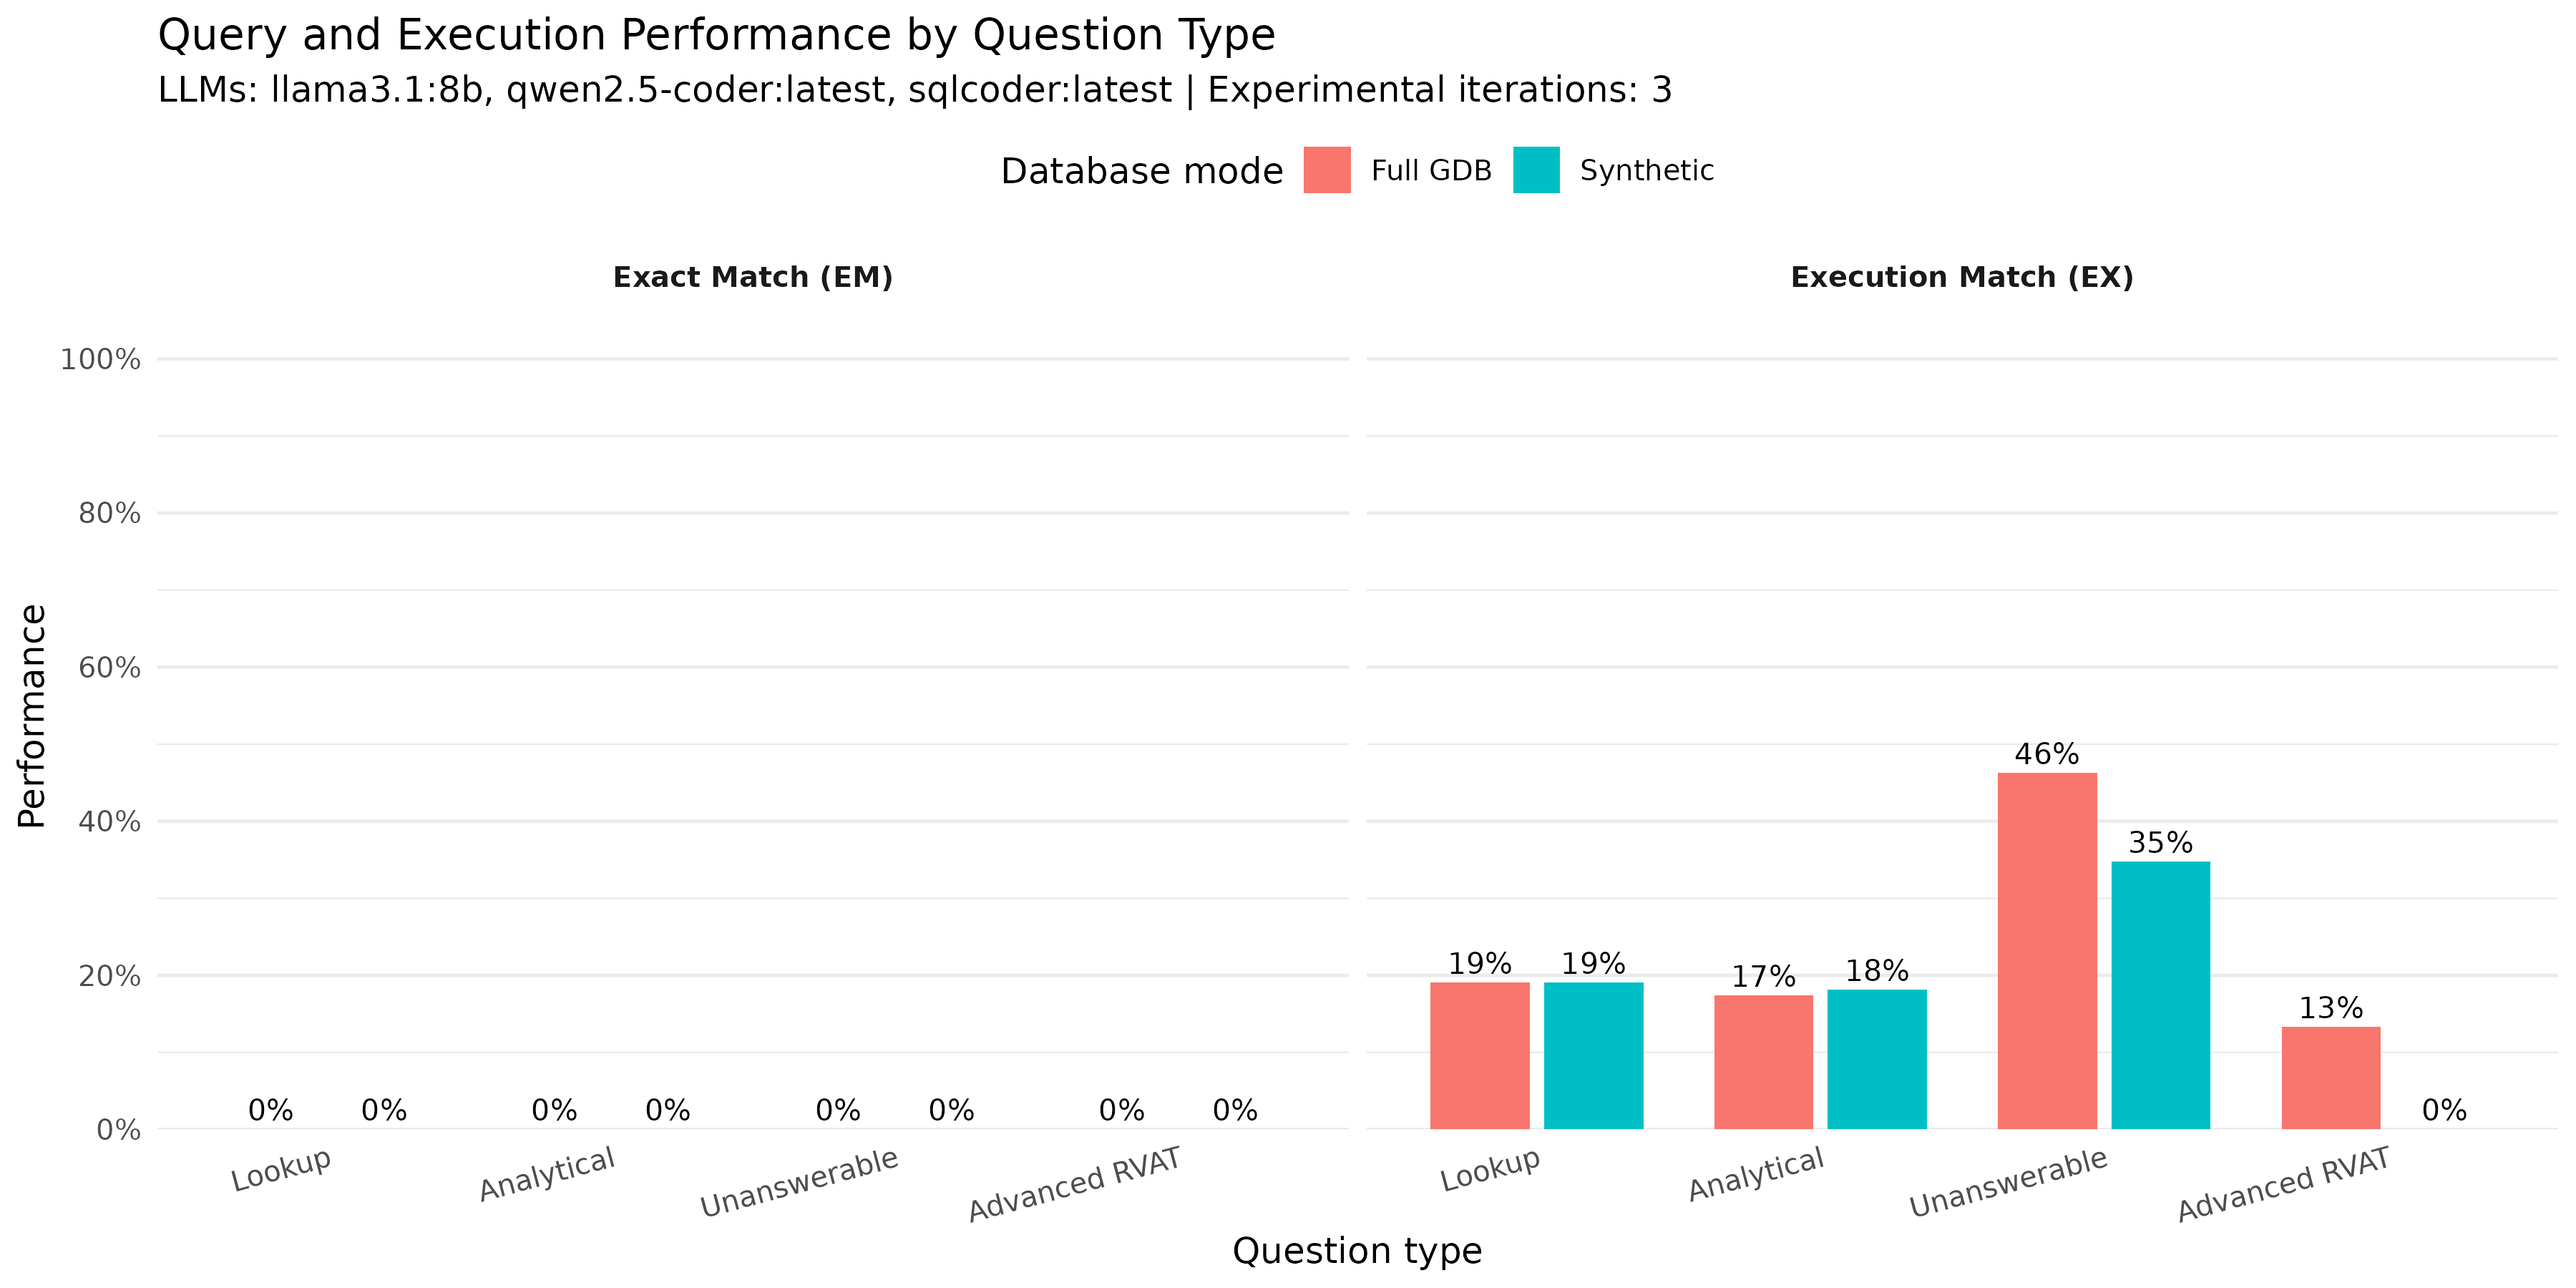 Query and Execution Performance by Question Type
LLMs: llama3.1:8b, qwen2.5-coder:latest, sqlcoder:latest | Experimental iterations: 3
Database mode Full GDB Synthetic
Exact Match (EM)
Execution Match (EX)
Performance
100%
80%
60%
40%
20%
0%
0% 0% 0% 0% 0% 0% 0% 0%
Lookup Analytical Unanswerable Advanced RVAT
19% 19% 17% 18% 46% 35% 13% 0%
Lookup Analytical Unanswerable Advanced RVAT
Question type